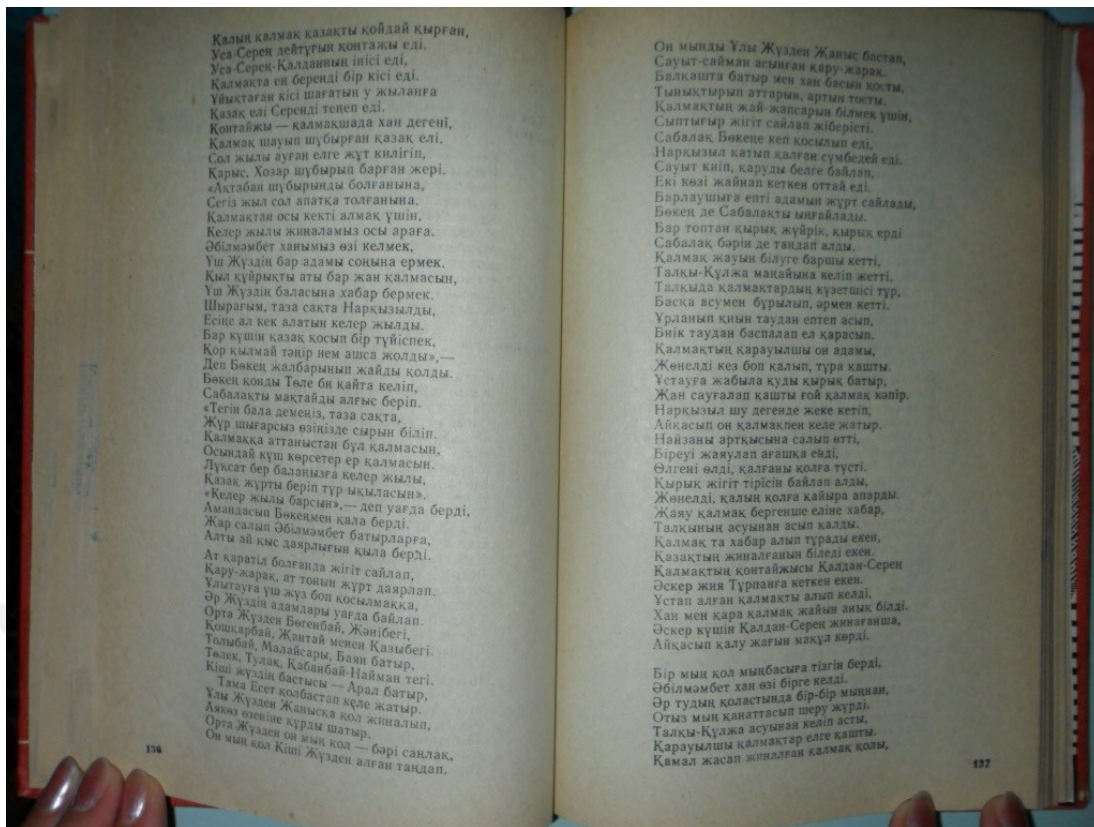 Қалың қалмақ қазақты қойдай қырған,
Уса-Серең дейтұғын қонтажы еді.
Уса-Серең-Қалданның інісі еді,
Қалмақта ең беренді бір кісі еді.
Ұйықтаған кісі шағатын у жыланға
Қазақ елі Серенді теңеп еді.
Қонтайжы — қалмақшада хан дегені,
Қалмақ шауып шұбырған қазақ елі.
Сол жылы ауған елге жұт килігіп,
Қарыс, Хозар шұбырып барған жері.
«Ақтабан шұбырынды болғанына,
Сегіз жыл сол апатқа толғанына.
Қалмақтан осы кекті алмақ үшін,
Келер жылы жиналамыз осы араға.
Әбілмәмбет ханымыз өзі келмек,
Үш Жүздің бар адамы соңына ермек.
Қыл құйрықты аты бар жан қалмасын,
Үш Жүздің баласына хабар бермек.
Шырағым, таза сақта Нарқызылды,
Есіңе ал кек алатын келер жылды.
Бар күшін қазақ қосып бір түйіспек,
Қор қылмай тәңір нем ашса жолды»,—
Деп Бөкең жалбарынып жайды қолды.
Бөкең қонды Төле би қайта келіп,
Сабалақты мақтайды алғыс беріп.
«Тегін бала демеңіз, таза сақта,
Жүр шығарсыз өзіңізде сырын біліп.
Қалмаққа аттаныстан бұл қалмасын,
Осындай күш көрсетер ер қалмасын.
Лұқсат бер балаңызға келер жылы,
Қазақ жұрты беріп тұр ықыласын».
«Келер жылы барсын»,— деп уағда берді,
Амандасып Бөкеңмен қала берді.
Жар салып Әбілмәмбет батырларға,
Алты ай қыс даярлығын қыла берді.
Ат қаратіл болғанда жігіт сайлап,
Қару-жарақ, ат тонын жұрт даярлап.
Ұлытауға үш жүз боп қосылмаққа,
Әр Жүздің адамдары уағда байлап.
Орта Жүзден Бөгенбай, Жәнібегі,
Қошқарбай, Жантай менен Қазыбегі.
Толыбай, Малайсары, Баян батыр,
Төлек, Тулақ, Қабанбай-Найман тегі.
Кіші жүздің бастысы — Арал батыр,
Тама Есет қолбастап келе жатыр.
Ұлы Жүзден Жанысқа қол жиналып,
Аякөз өзеніне құрды шатыр.
Орта Жүзден он мың қол — бәрі саңлақ,
Он мың қол Кіші Жүзден алған таңдап,
136
Он мыңды Ұлы Жүзден Жаныс бастап,
Сауыт-сайман асынған қару-жарақ.
Балқашта батыр мен хан басын қосты,
Тынықтырып аттарын, артын тосты.
Қалмақтың жай-жапсарын білмек үшін,
Сыптығыр жігіт сайлап жіберісті.
Сабалақ Бөкеңе кеп қосылып еді,
Нарқызыл қатып қалған сүмбедей еді.
Сауыт киіп, қаруды белге байлап,
Екі көзі жайнап кеткен оттай еді.
Барлаушыға епті адамын жұрт сайлады,
Бөкең де Сабалақты ыңғайлады.
Бар топтан қырық жүйрік, қырық ерді
Сабалақ бәрін де таңдап алды.
Қалмақ жауын білуге баршы кетті,
Талқы-Құлжа маңайына келіп жетті.
Талқыда қалмақтардың күзетшісі тұр,
Басқа асумен бұрылып, әрмен кетті.
Ұрланып қиын таудан ептеп асып,
Биік таудан баспалап ел қарасып.
Қалмақтың қарауылшы он адамы,
Жөнелді кез боп қалып, тұра қашты.
Ұстауға жабыла қуды қырық батыр,
Жан сауғалап қашты ғой қалмақ кәпір.
Нарқызыл шу дегенде жеке кетіп,
Айқасып он қалмақпен келе жатыр.
Найзаны артқысына салып өтті,
Біреуі жаяулап ағашқа енді,
Өлгені өлді, қалғаны қолға түсті.
Қырық жігіт тірісін байлап алды,
Жөнелді, қалың қолға қайыра апарды.
Жаяу қалмақ бергенше еліне хабар,
Талқының асуынан асып қалды.
Қалмақ та хабар алып тұрады екен,
Қазақтың жиналғанын біледі екен.
Қалмақтың қонтайжысы Қалдан-Серең
Әскер жия Тұрпанға кеткен екен.
Ұстап алған қалмақты алып келді,
Хан мен қара қалмақ жайын анық білді.
Әскер күшін Қалдан-Серең жинағанша,
Айқасып қалу жағын мақұл көрді.
Бір мың қол мыңбасыға тізгін берді,
Әбілмәмбет хан өзі бірге келді.
Әр тудың қоластында бір-бір мыңнан,
Отыз мың қанаттасып шеру жүрді.
Талқы-Құлжа асуынан келіп асты,
Қарауылшы қалмақтар елге қашты.
Қамал жасап жиналған қалмақ қолы,
137